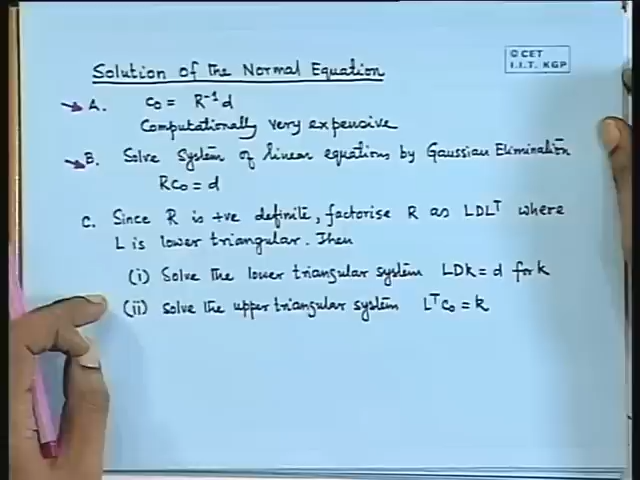 Solution of the Normal Equation
© CET
I.I.T. KGP
A. c₀ = R⁻¹d
Computationally very expensive
B. Solve System of linear equations by Gaussian Elimination
Rc₀ = d
C. Since R is +ve definite, factorise R as LDLᵀ where
L is lower triangular. Then
(i) Solve the lower triangular system LDk = d for k
(ii) solve the upper triangular system Lᵀc₀ = k